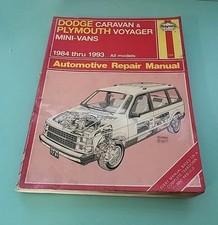 DODGE CARAVAN &
PLYMOUTH VOYAGER
MINI-VANS
1984 thru 1993 All models
Automotive Repair Manual